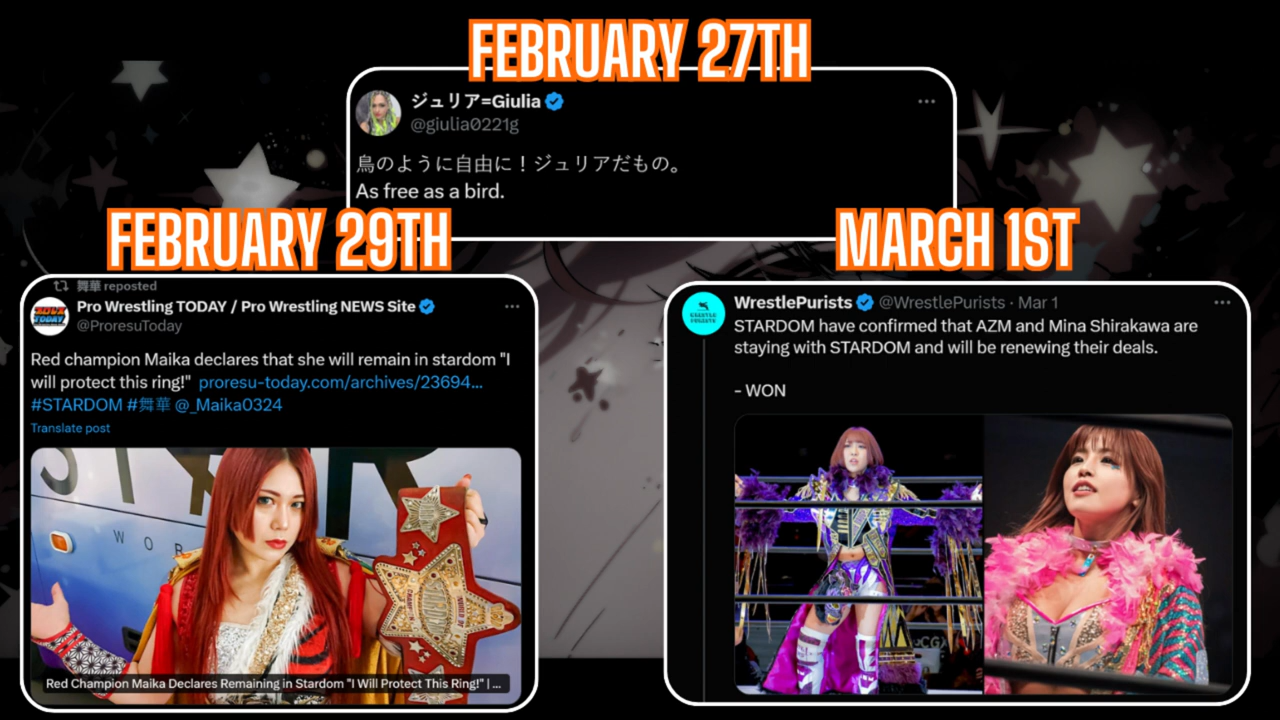 FEBRUARY 27TH
ジュリア=Giulia
@giulia0221g
鳥のように自由に！ジュリアだもの。
As free as a bird.
FEBRUARY 29TH
舞華 reposted
Pro Wrestling TODAY / Pro Wrestling NEWS Site
@ProresuToday
Red champion Maika declares that she will remain in stardom "I
will protect this ring!" proresu-today.com/archives/23694...
#STARDOM #舞華 @_Maika0324
Translate post
ST R
WOR
Red Champion Maika Declares Remaining in Stardom "I Will Protect This Ring!" | ...
MARCH 1ST
WrestlePurists @WrestlePurists · Mar 1
STARDOM have confirmed that AZM and Mina Shirakawa are
staying with STARDOM and will be renewing their deals.
- WON